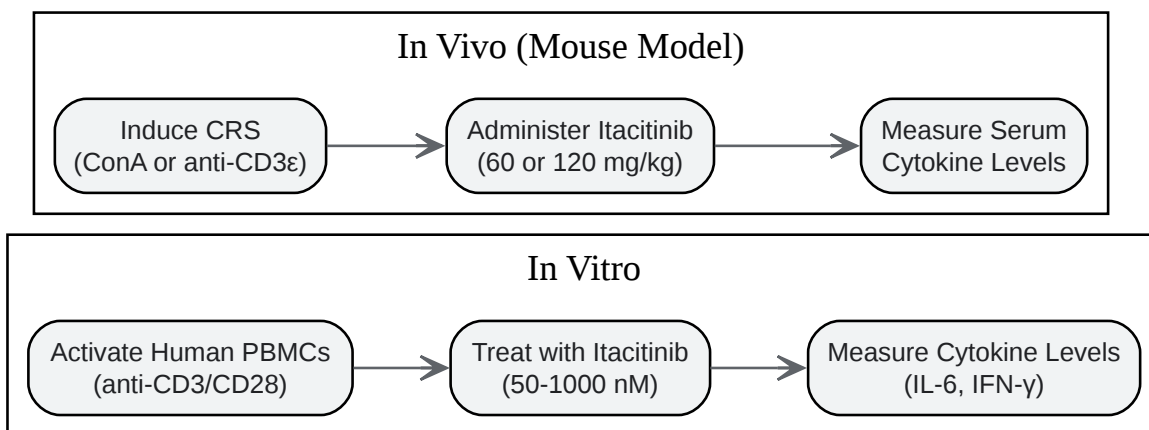 In Vivo (Mouse Model)
Induce CRS
(ConA or anti-CD3ε)
Administer Itacitinib
(60 or 120 mg/kg)
Measure Serum
Cytokine Levels
In Vitro
Activate Human PBMCs
(anti-CD3/CD28)
Treat with Itacitinib
(50-1000 nM)
Measure Cytokine Levels
(IL-6, IFN-γ)